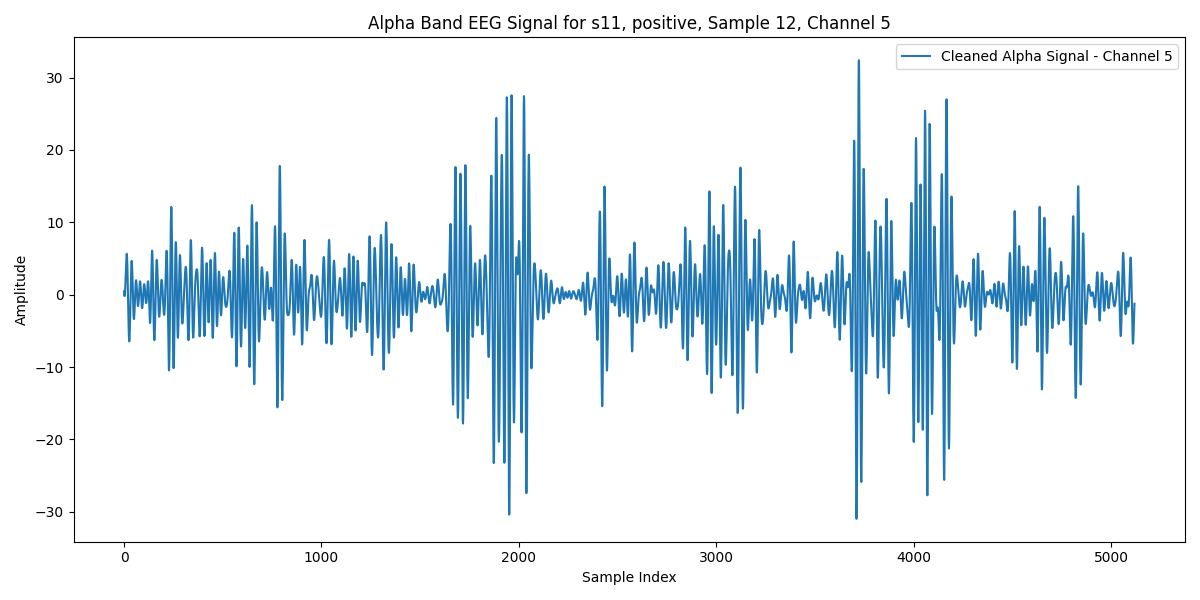 Alpha Band EEG Signal for s11, positive, Sample 12, Channel 5
Cleaned Alpha Signal - Channel 5
Amplitude
30
20
10
0
−10
−20
−30
0 1000 2000 3000 4000 5000
Sample Index